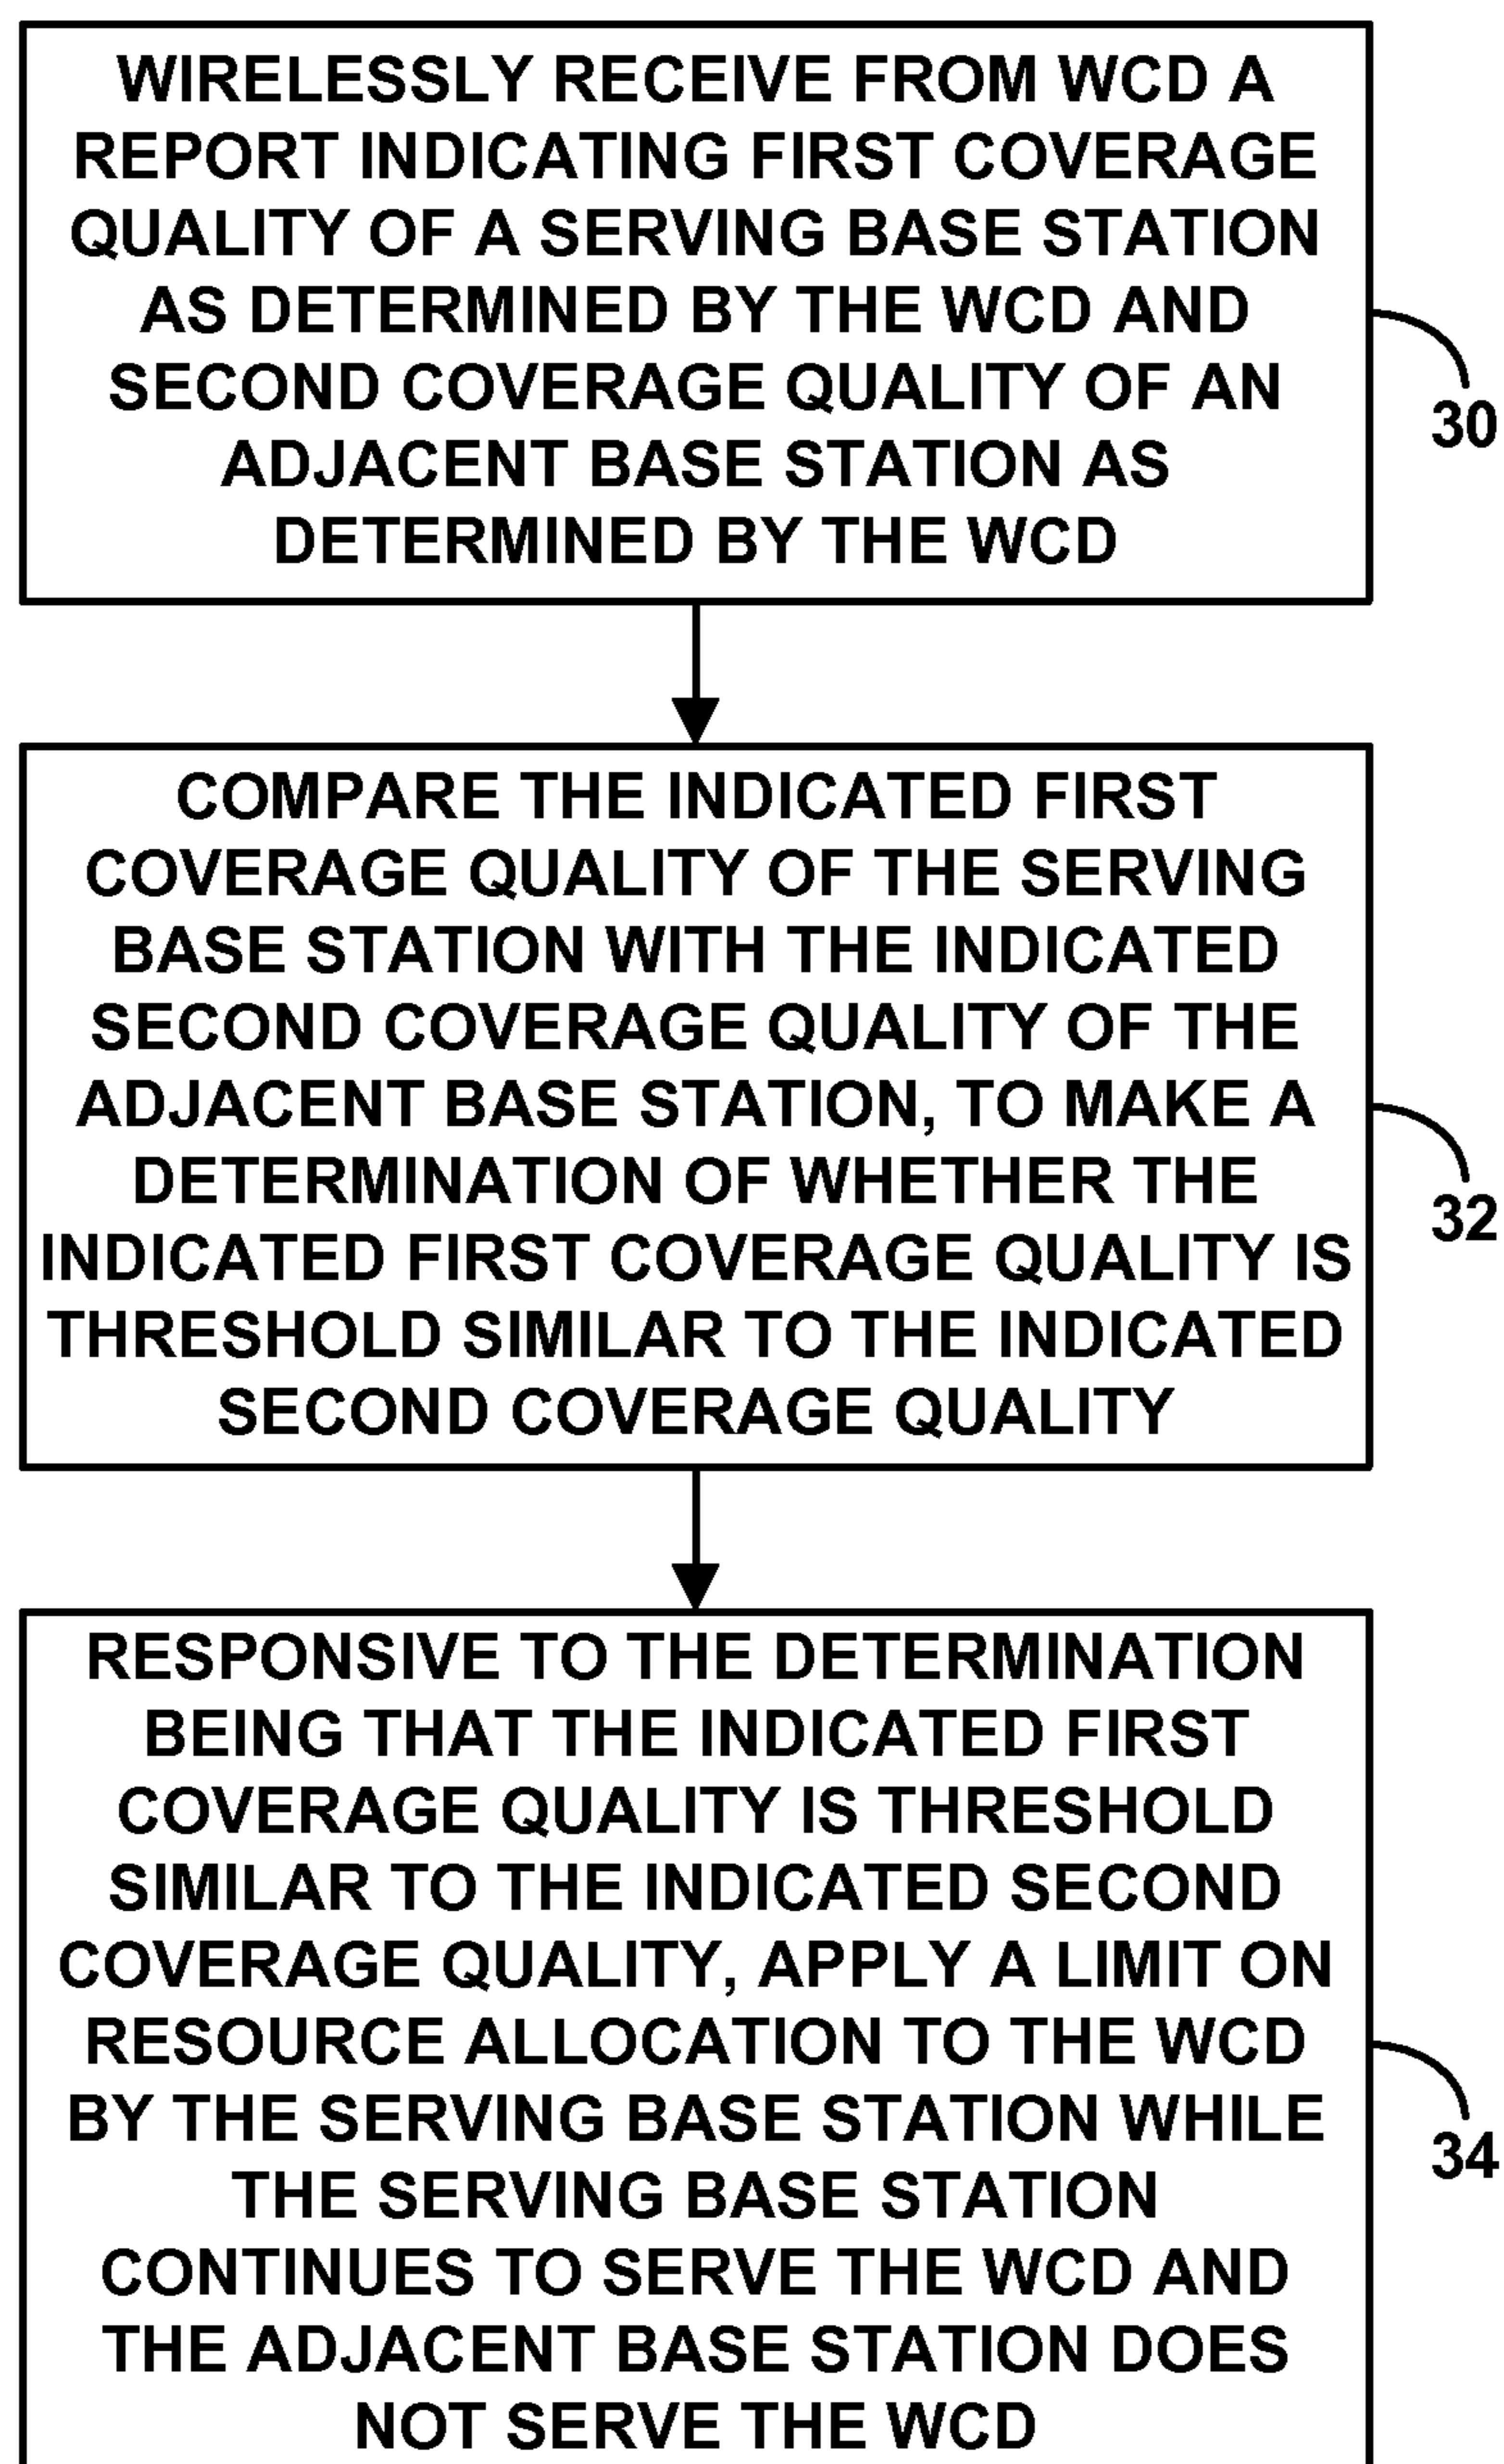 WIRELESSLY RECEIVE FROM WCD A
REPORT INDICATING FIRST COVERAGE
QUALITY OF A SERVING BASE STATION
AS DETERMINED BY THE WCD AND
SECOND COVERAGE QUALITY OF AN
ADJACENT BASE STATION AS
DETERMINED BY THE WCD
30
COMPARE THE INDICATED FIRST
COVERAGE QUALITY OF THE SERVING
BASE STATION WITH THE INDICATED
SECOND COVERAGE QUALITY OF THE
ADJACENT BASE STATION, TO MAKE A
DETERMINATION OF WHETHER THE
INDICATED FIRST COVERAGE QUALITY IS
THRESHOLD SIMILAR TO THE INDICATED
SECOND COVERAGE QUALITY
32
RESPONSIVE TO THE DETERMINATION
BEING THAT THE INDICATED FIRST
COVERAGE QUALITY IS THRESHOLD
SIMILAR TO THE INDICATED SECOND
COVERAGE QUALITY, APPLY A LIMIT ON
RESOURCE ALLOCATION TO THE WCD
BY THE SERVING BASE STATION WHILE
THE SERVING BASE STATION
CONTINUES TO SERVE THE WCD AND
THE ADJACENT BASE STATION DOES
NOT SERVE THE WCD
34